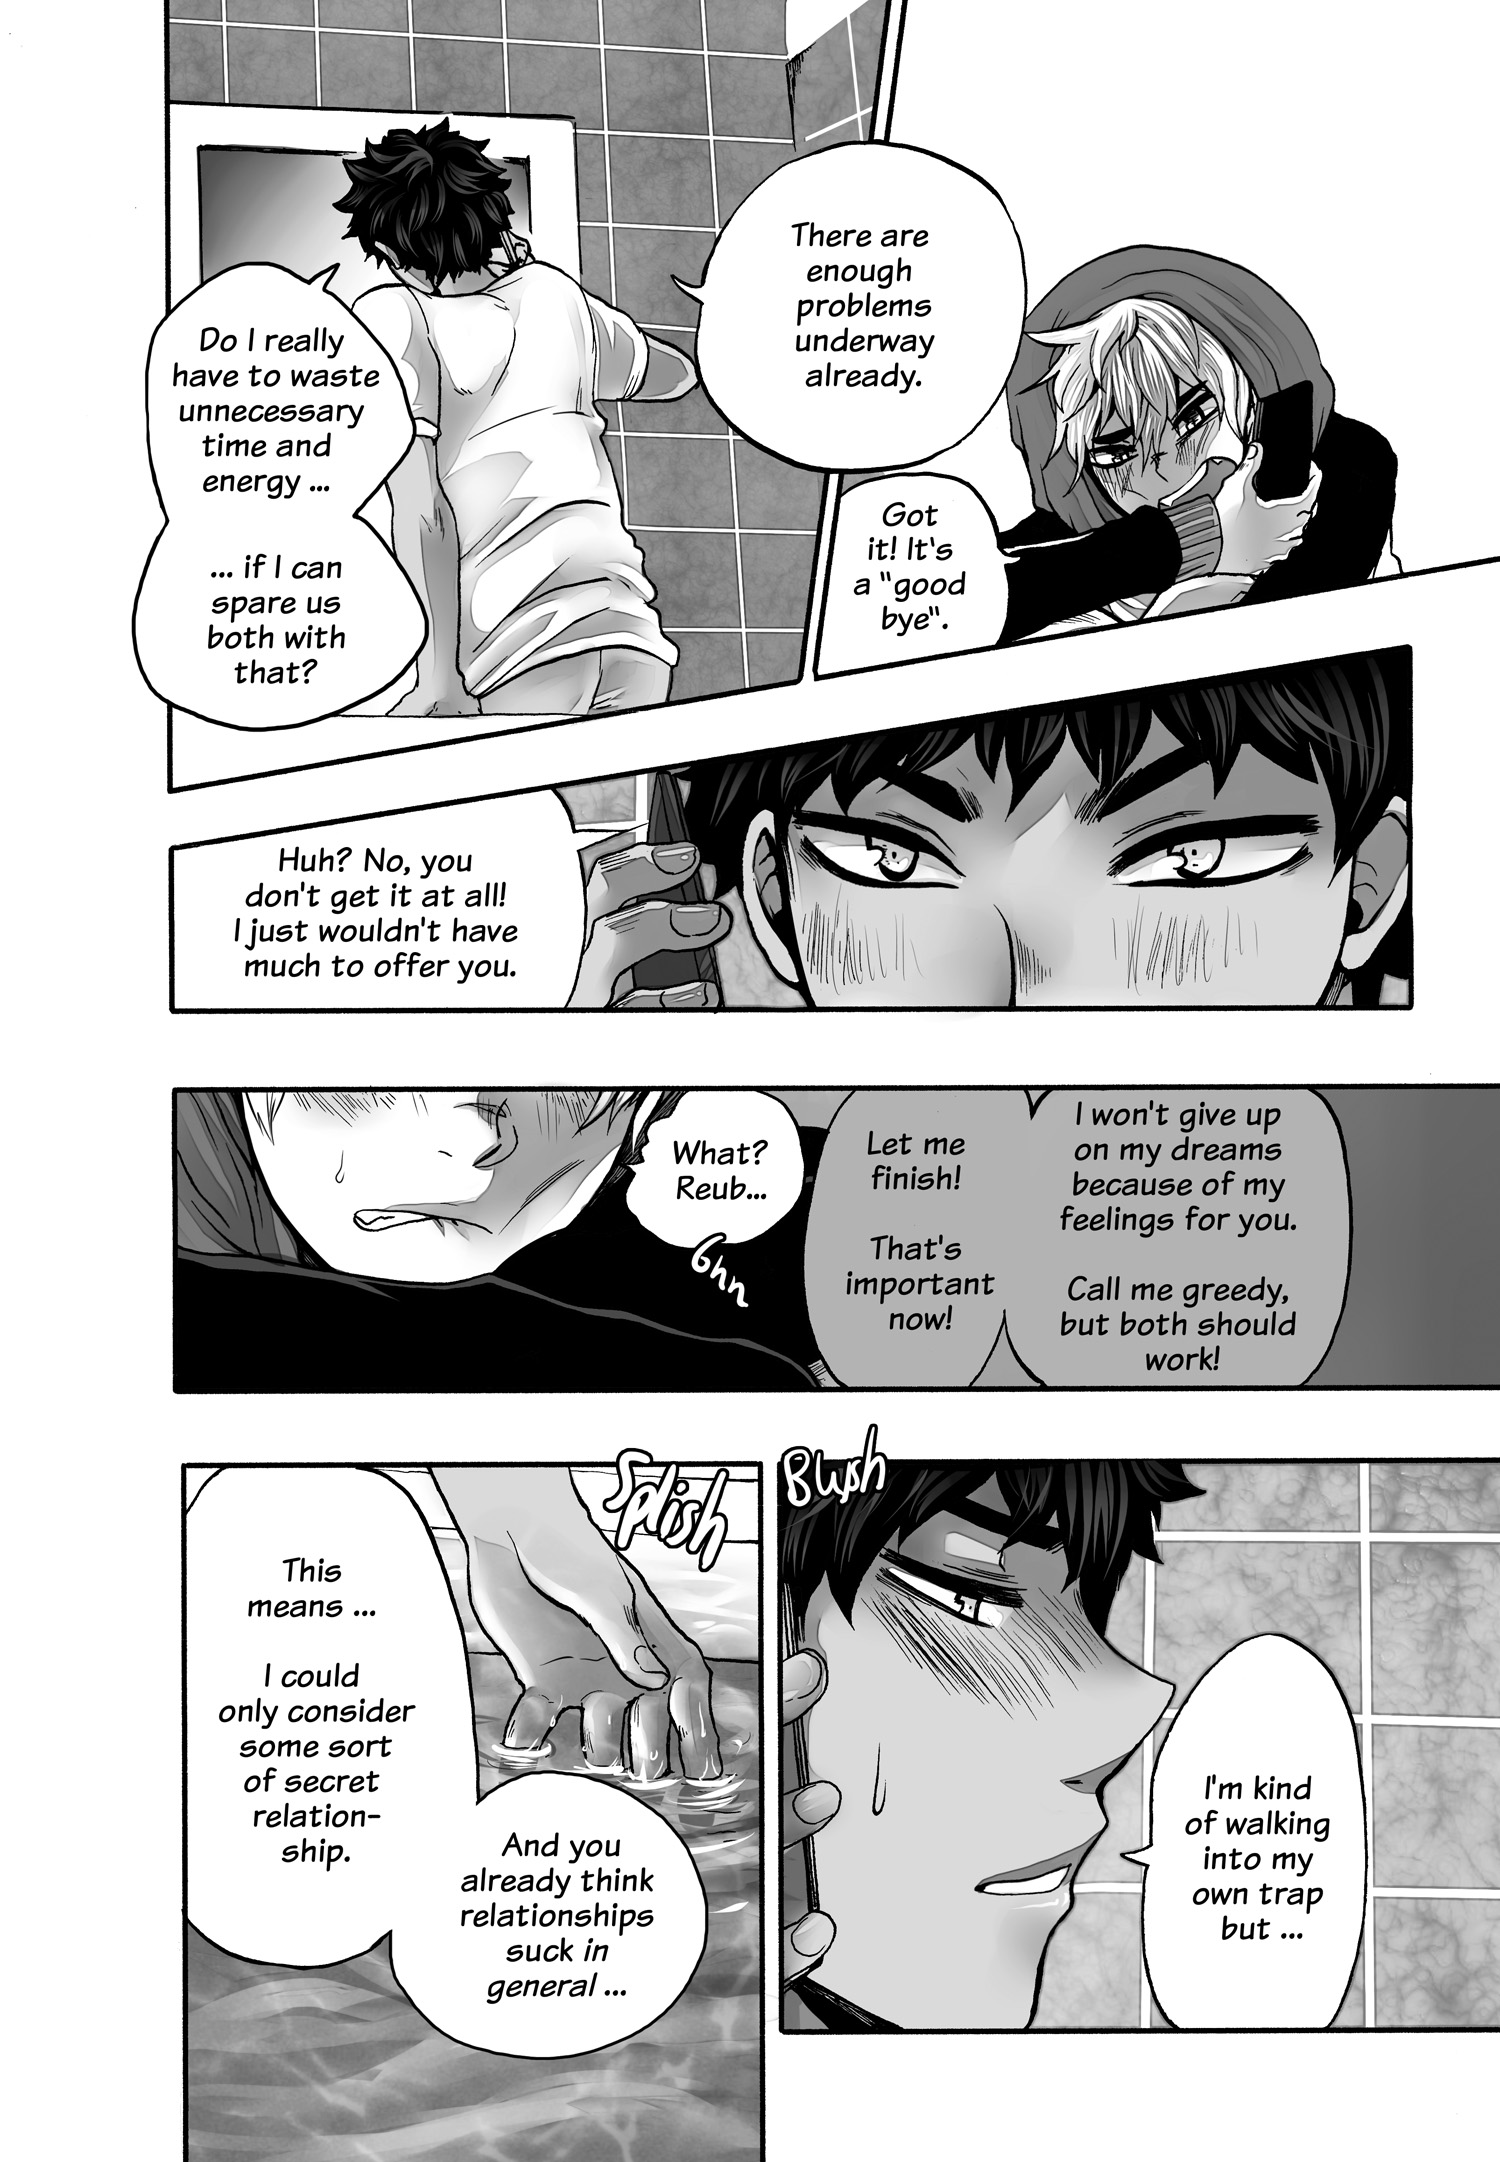 Do I really
have to waste
unnecessary
time and
energy ...
... if I can
spare us
both with
that?
There are
enough
problems
underway
already.
Got
it! It's
a "good
bye".
Huh? No, you
don't get it at all!
I just wouldn't have
much to offer you.
What?
Reub...
Ghn
Let me
finish!
That's
important
now!
I won't give up
on my dreams
because of my
feelings for you.
Call me greedy,
but both should
work!
This
means ...
I could
only consider
some sort
of secret
relation-
ship.
Splish
And you
already think
relationships
suck in
general ...
Blush
I'm kind
of walking
into my
own trap
but ...